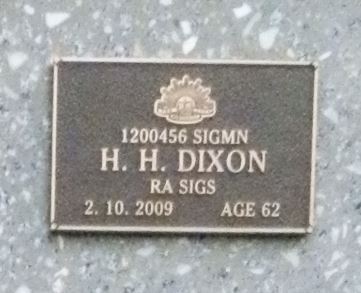 1200456 SIGMN
H. H. DIXON
RA SIGS
2. 10. 2009 AGE 62